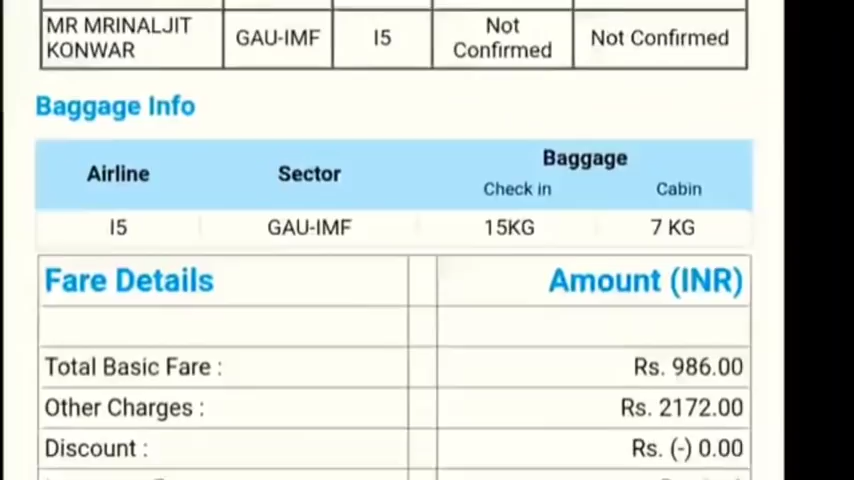 MR MRINALJIT KONWAR GAU-IMF I5 Not Confirmed Not Confirmed
Baggage Info
Airline Sector Baggage
Check in Cabin
I5 GAU-IMF 15KG 7 KG
Fare Details Amount (INR)
Total Basic Fare : Rs. 986.00
Other Charges : Rs. 2172.00
Discount : Rs. (-) 0.00